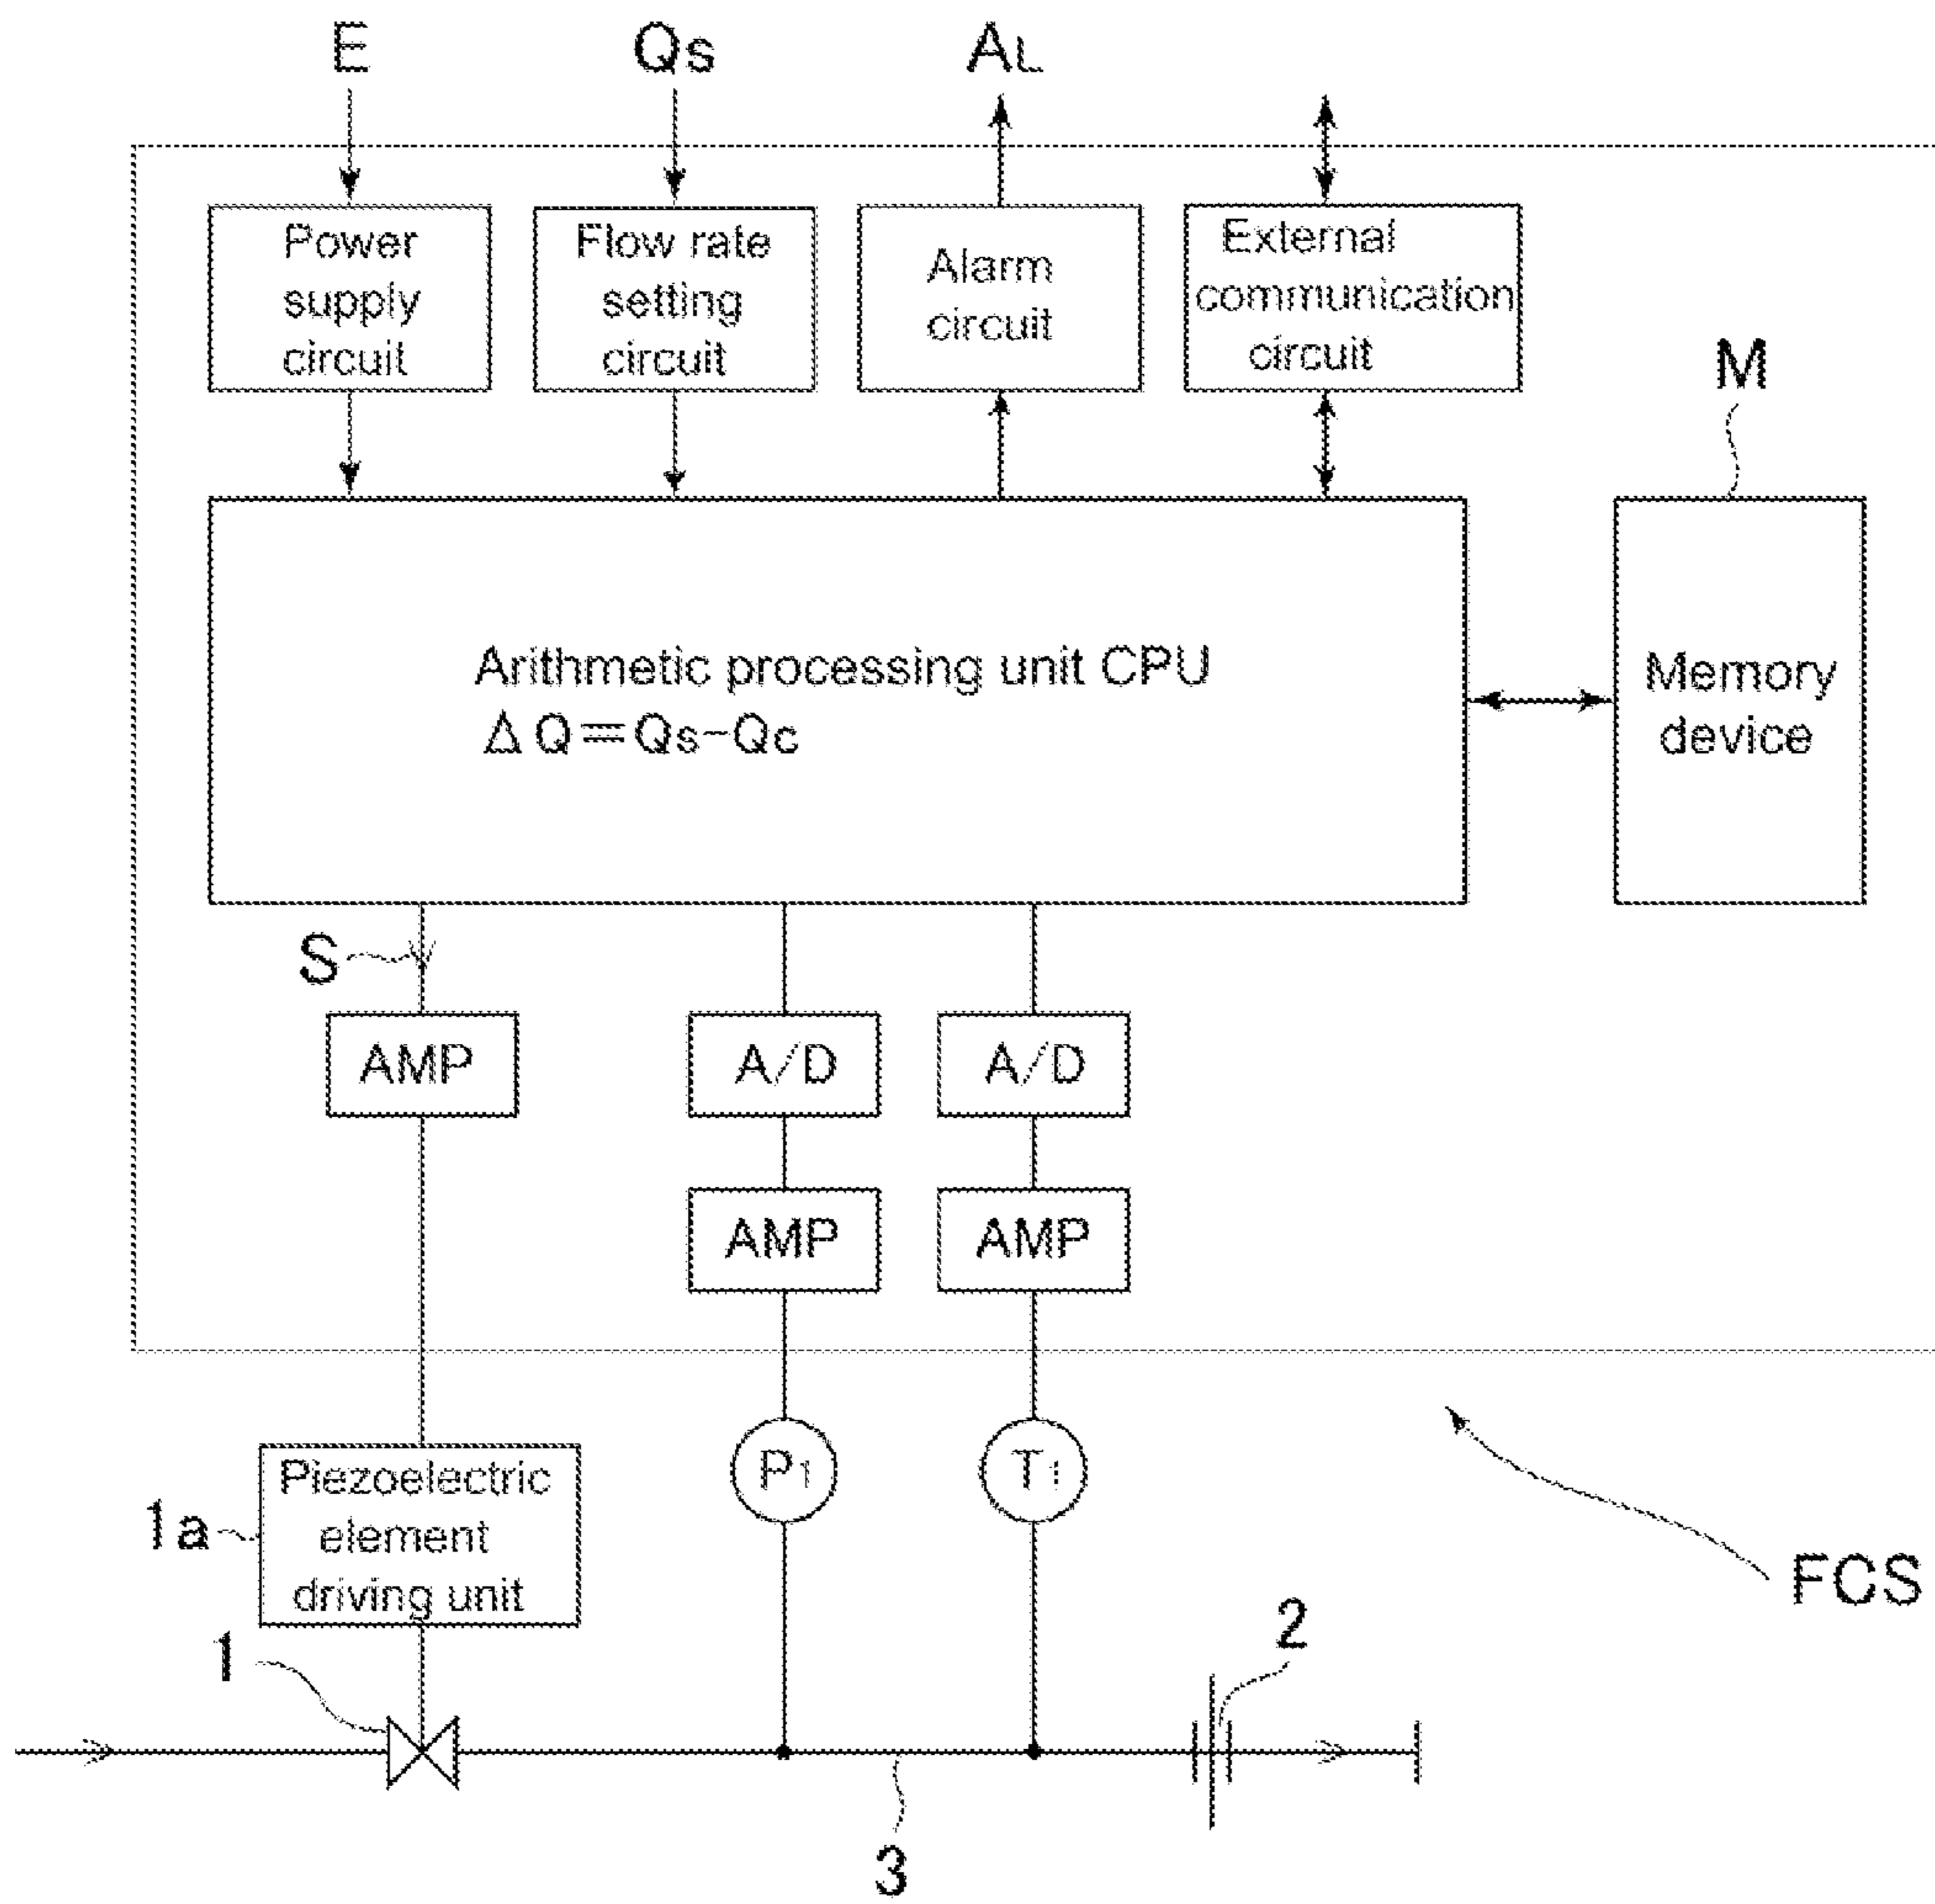 E
Qs
AL
Power
supply
circuit
Flow rate
setting
circuit
Alarm
circuit
External
communication
circuit
M
Arithmetic processing unit CPU
ΔQ=Qs-Qc
Memory
device
S
AMP
A/D
A/D
AMP
AMP
P1
T1
1a
Piezoelectric
element
driving unit
FCS
1
2
3